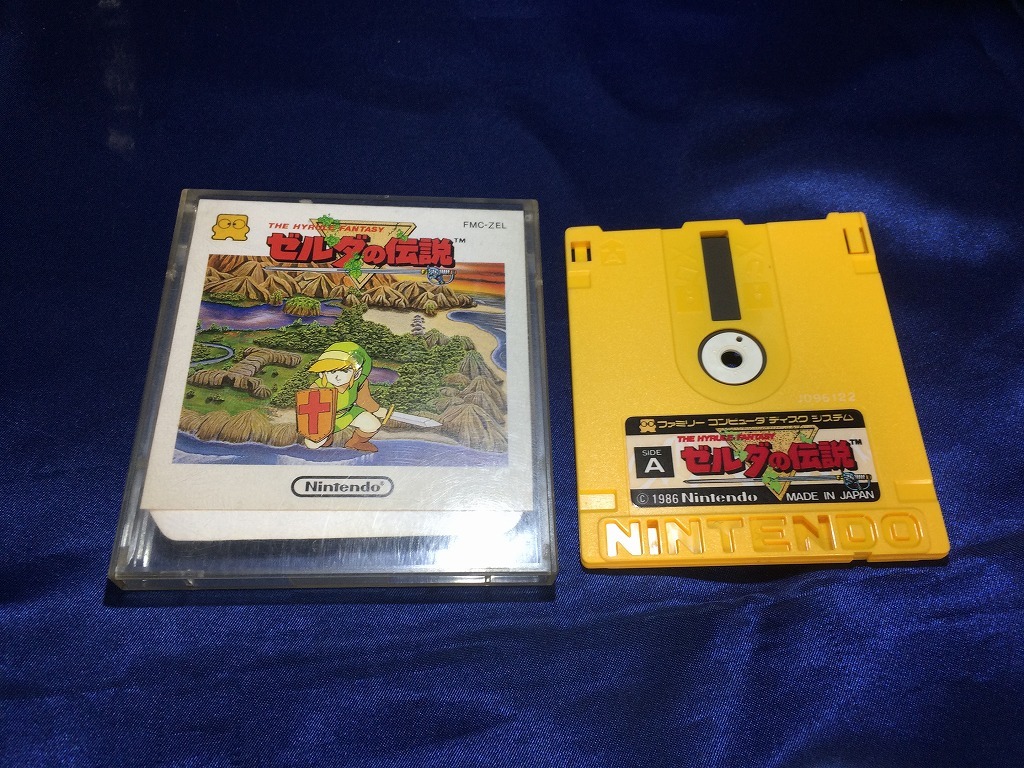 THE HYRULE FANTASY
FMC-ZEL
ゼルダの伝説™
Nintendo®
J096122
ファミリー コンピュータ ディスク システム
THE HYRULE FANTASY
SIDE
A
ゼルダの伝説™
© 1986 Nintendo MADE IN JAPAN
NINTENDO